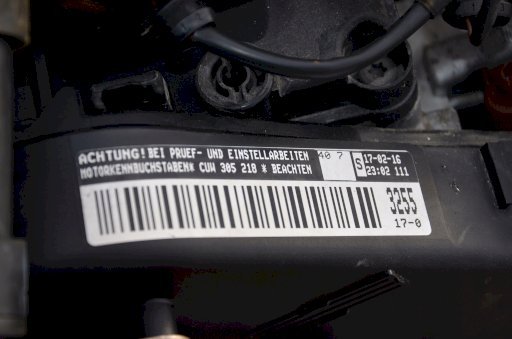 ACHTUNG! BEI PRUEF- UND EINSTELLARBEITEN
MOTORKENNBUCHSTABEN* CUW 305 218 * BEACHTEN
40 7
S
17-02-16
23:02 111
3255
17-0